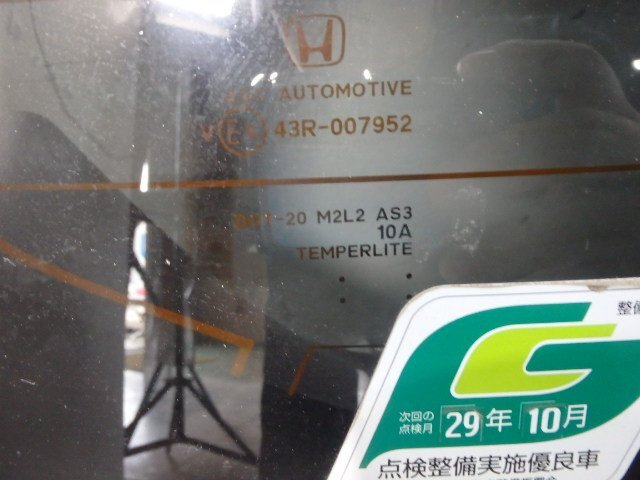 AUTOMOTIVE
43R-007952
M2L2 AS3
10A
TEMPERLITE
整備
次回の
点検月
29年 10月
点検整備実施優良車